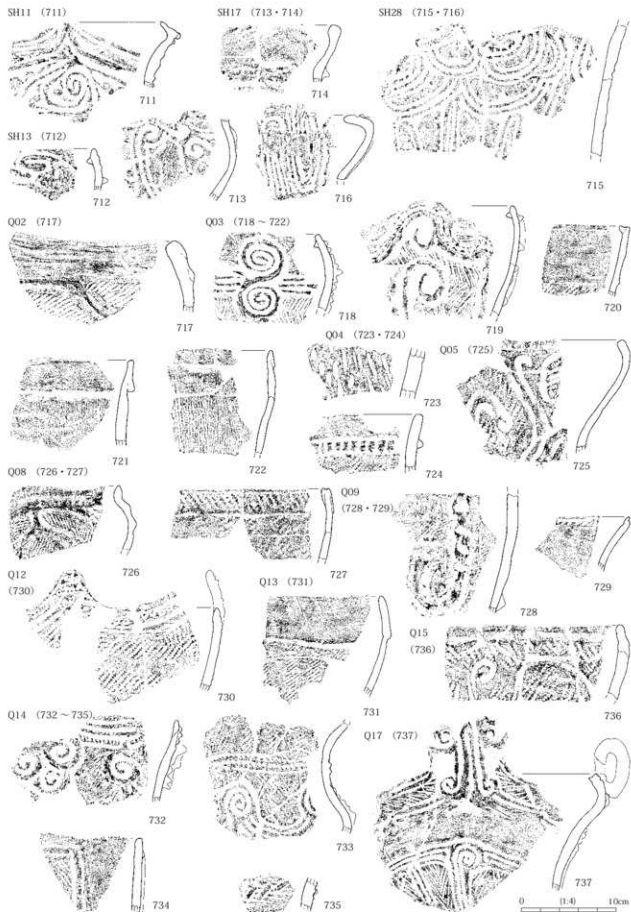 SH11 (711)
SH17 (713・714)
SH28 (715・716)
711
714
SH13 (712)
712
713
716
715
Q02 (717)
Q03 (718～722)
717
718
719
720
Q04 (723・724)
Q05 (725)
723
721
722
724
725
Q08 (726・727)
Q09
(728・729)
726
727
728
729
Q12
(730)
Q13 (731)
Q15
(736)
730
731
736
Q14 (732～735)
Q17 (737)
732
733
734
735
737
0 (1:4) 10cm